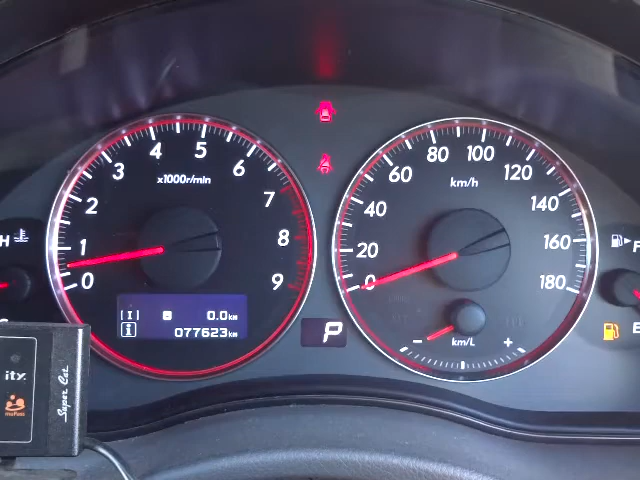 0 1 2 3 4 5 6 7 8 9
x1000r/min
0 20 40 60 80 100 120 140 160 180
km/h
H
F
[I] 0.0km
i 077623km
P
− km/L +
E
ity.
Super Cat